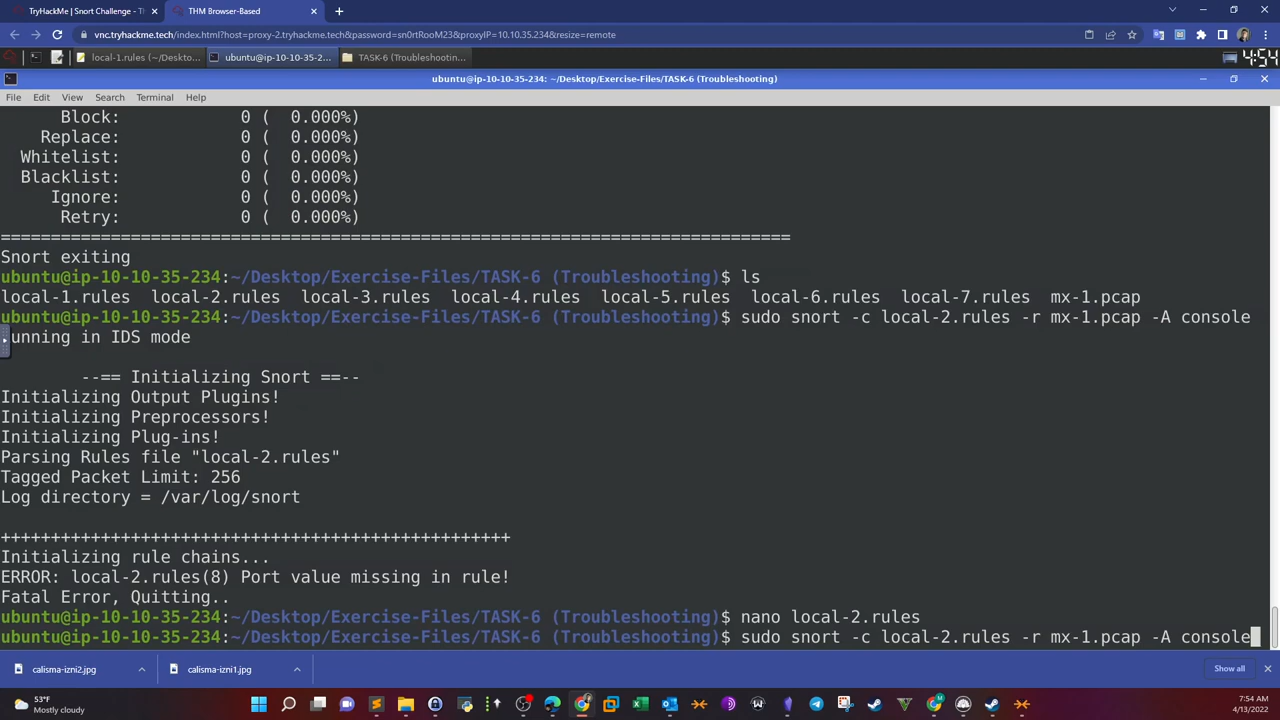 TryHackMe | Snort Challenge - Th
THM Browser-Based
vnc.tryhackme.tech/index.html?host=proxy-2.tryhackme.tech&password=sn0rtRooM23&proxyIP=10.10.35.234&resize=remote
local-1.rules (~/Deskto...
ubuntu@ip-10-10-35-2...
TASK-6 (Troubleshootin...
4:54
ubuntu@ip-10-10-35-234: ~/Desktop/Exercise-Files/TASK-6 (Troubleshooting)
File Edit View Search Terminal Help
Block: 0 ( 0.000%)
Replace: 0 ( 0.000%)
Whitelist: 0 ( 0.000%)
Blacklist: 0 ( 0.000%)
Ignore: 0 ( 0.000%)
Retry: 0 ( 0.000%)
===============================================================================
Snort exiting
ubuntu@ip-10-10-35-234:~/Desktop/Exercise-Files/TASK-6 (Troubleshooting)$ ls
local-1.rules local-2.rules local-3.rules local-4.rules local-5.rules local-6.rules local-7.rules mx-1.pcap
ubuntu@ip-10-10-35-234:~/Desktop/Exercise-Files/TASK-6 (Troubleshooting)$ sudo snort -c local-2.rules -r mx-1.pcap -A console
unning in IDS mode
--== Initializing Snort ==--
Initializing Output Plugins!
Initializing Preprocessors!
Initializing Plug-ins!
Parsing Rules file "local-2.rules"
Tagged Packet Limit: 256
Log directory = /var/log/snort
+++++++++++++++++++++++++++++++++++++++++++++++++++
Initializing rule chains...
ERROR: local-2.rules(8) Port value missing in rule!
Fatal Error, Quitting..
ubuntu@ip-10-10-35-234:~/Desktop/Exercise-Files/TASK-6 (Troubleshooting)$ nano local-2.rules
ubuntu@ip-10-10-35-234:~/Desktop/Exercise-Files/TASK-6 (Troubleshooting)$ sudo snort -c local-2.rules -r mx-1.pcap -A console
calisma-izni2.jpg
calisma-izni1.jpg
Show all
53°F
Mostly cloudy
7:54 AM
4/13/2022